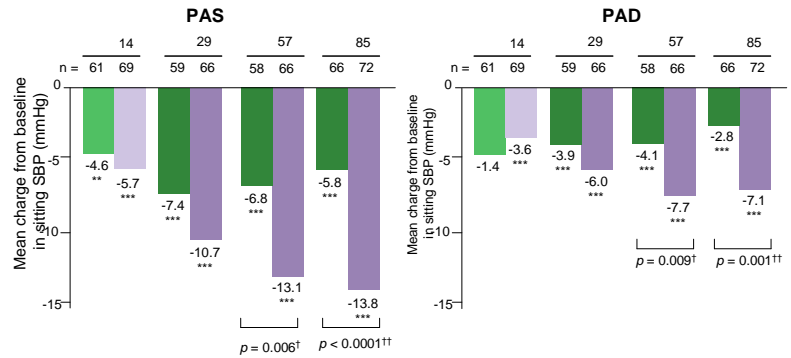 PAS
14 29 57 85
n = 61 69 59 66 58 66 66 72
Mean charge from baseline
in sitting SBP (mmHg)
0
-5
-10
-15
-4.6
**
-5.7
***
-7.4
***
-10.7
***
-6.8
***
-13.1
***
-5.8
***
-13.8
***
p = 0.006†
p < 0.0001††
PAD
14 29 57 85
n = 61 69 59 66 58 66 66 72
Mean charge from baseline
in sitting SBP (mmHg)
0
-5
-10
-15
-1.4
-3.6
***
-3.9
***
-6.0
***
-4.1
***
-7.7
***
-2.8
***
-7.1
***
p = 0.009†
p = 0.001††